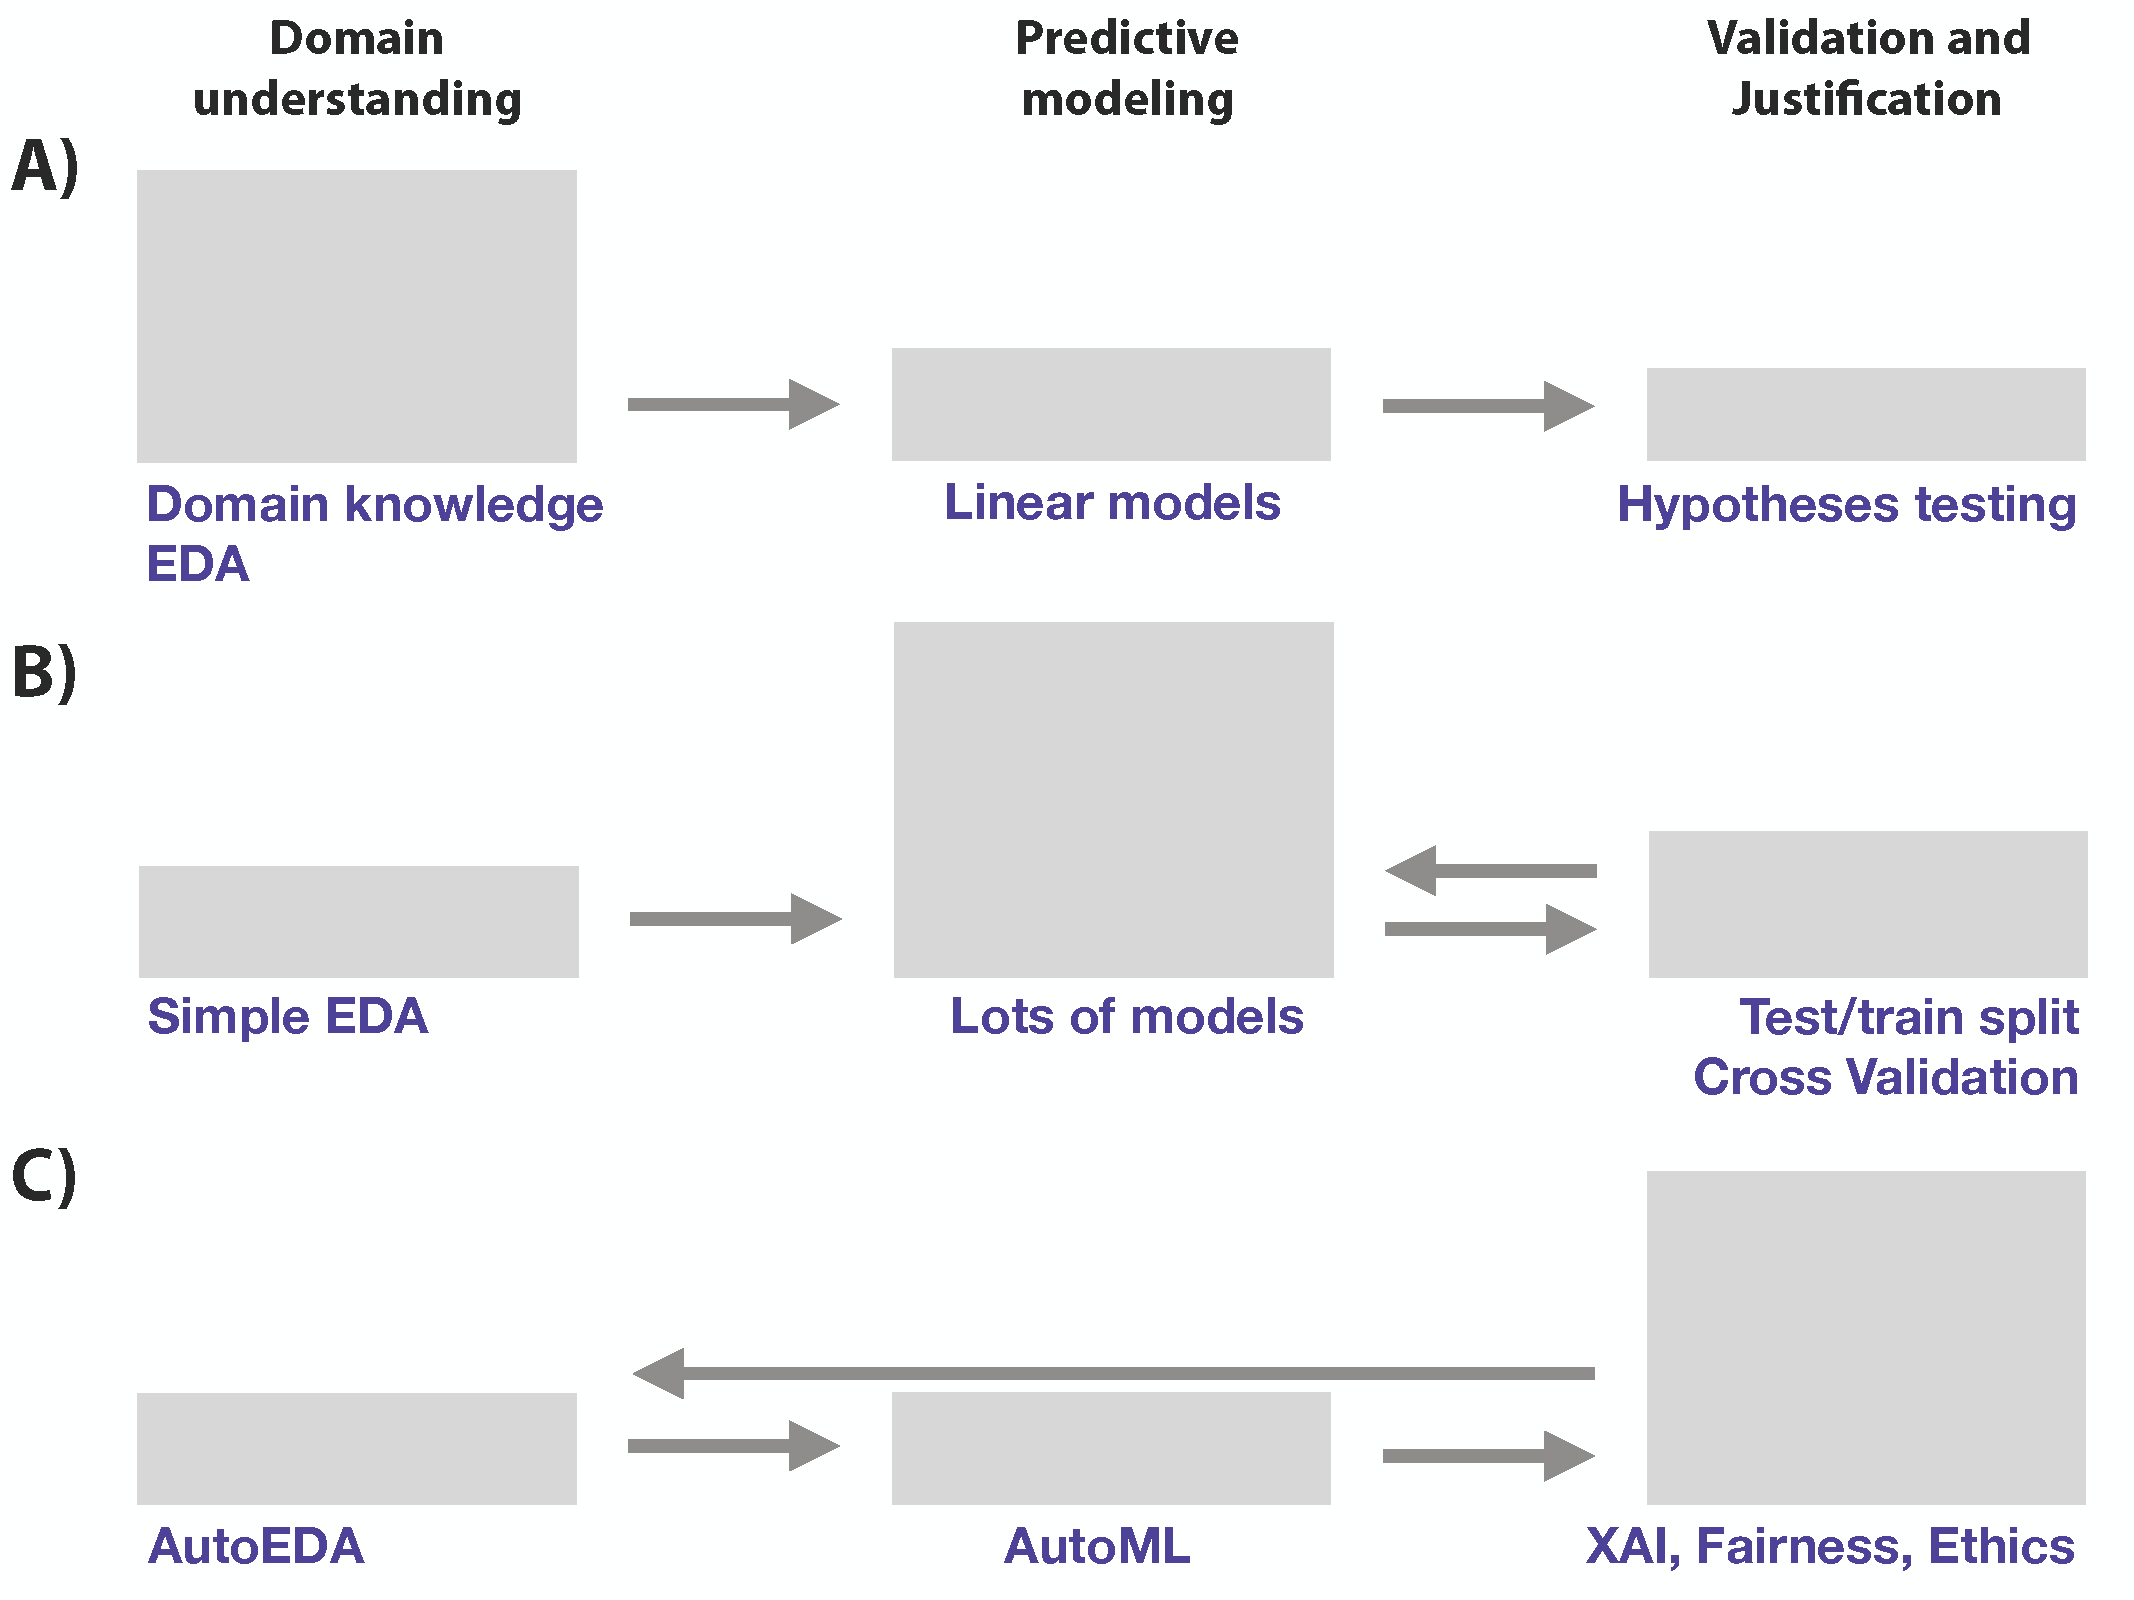 Domain
understanding
Predictive
modeling
Validation and
Justification
A)
Domain knowledge
EDA
Linear models
Hypotheses testing
B)
Simple EDA
Lots of models
Test/train split
Cross Validation
C)
AutoEDA
AutoML
XAI, Fairness, Ethics